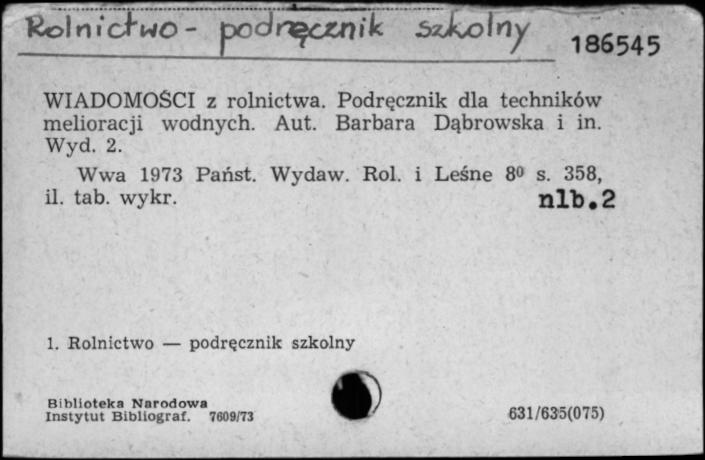 Rolnictwo - podręcznik szkolny
186545
WIADOMOŚCI z rolnictwa. Podręcznik dla techników
melioracji wodnych. Aut. Barbara Dąbrowska i in.
Wyd. 2.
Wwa 1973 Państ. Wydaw. Rol. i Leśne 8⁰ s. 358,
il. tab. wykr.
nlb.2
1. Rolnictwo — podręcznik szkolny
Biblioteka Narodowa
Instytut Bibliograf. 7609/73
631/635(075)